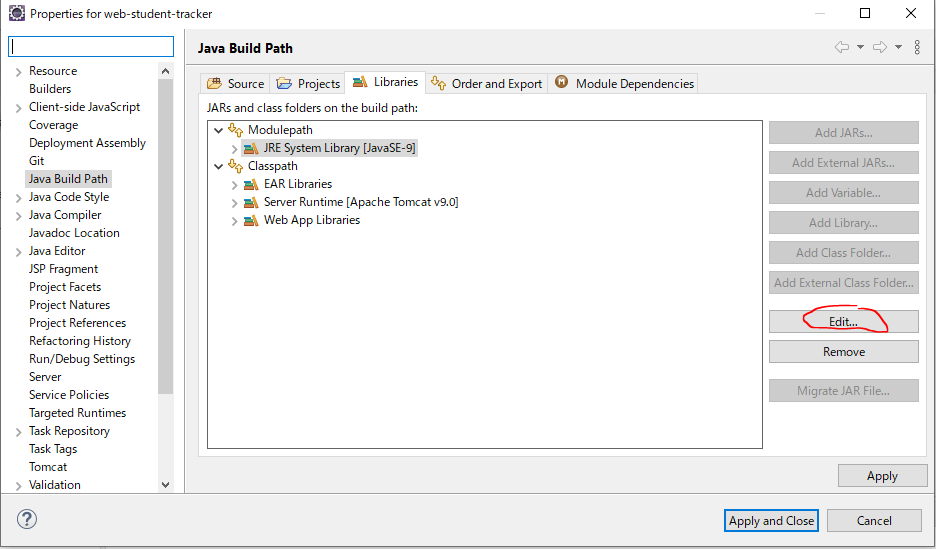 Properties for web-student-tracker
Java Build Path
Resource
Builders
Client-side JavaScript
Coverage
Deployment Assembly
Git
Java Build Path
Java Code Style
Java Compiler
Javadoc Location
Java Editor
JSP Fragment
Project Facets
Project Natures
Project References
Refactoring History
Run/Debug Settings
Server
Service Policies
Targeted Runtimes
Task Repository
Task Tags
Tomcat
Validation
Source
Projects
Libraries
Order and Export
M
Module Dependencies
JARs and class folders on the build path:
Modulepath
JRE System Library [JavaSE-9]
Classpath
EAR Libraries
Server Runtime [Apache Tomcat v9.0]
Web App Libraries
Add JARs...
Add External JARs...
Add Variable...
Add Library...
Add Class Folder...
Add External Class Folder...
Edit...
Remove
Migrate JAR File...
Apply
?
Apply and Close
Cancel